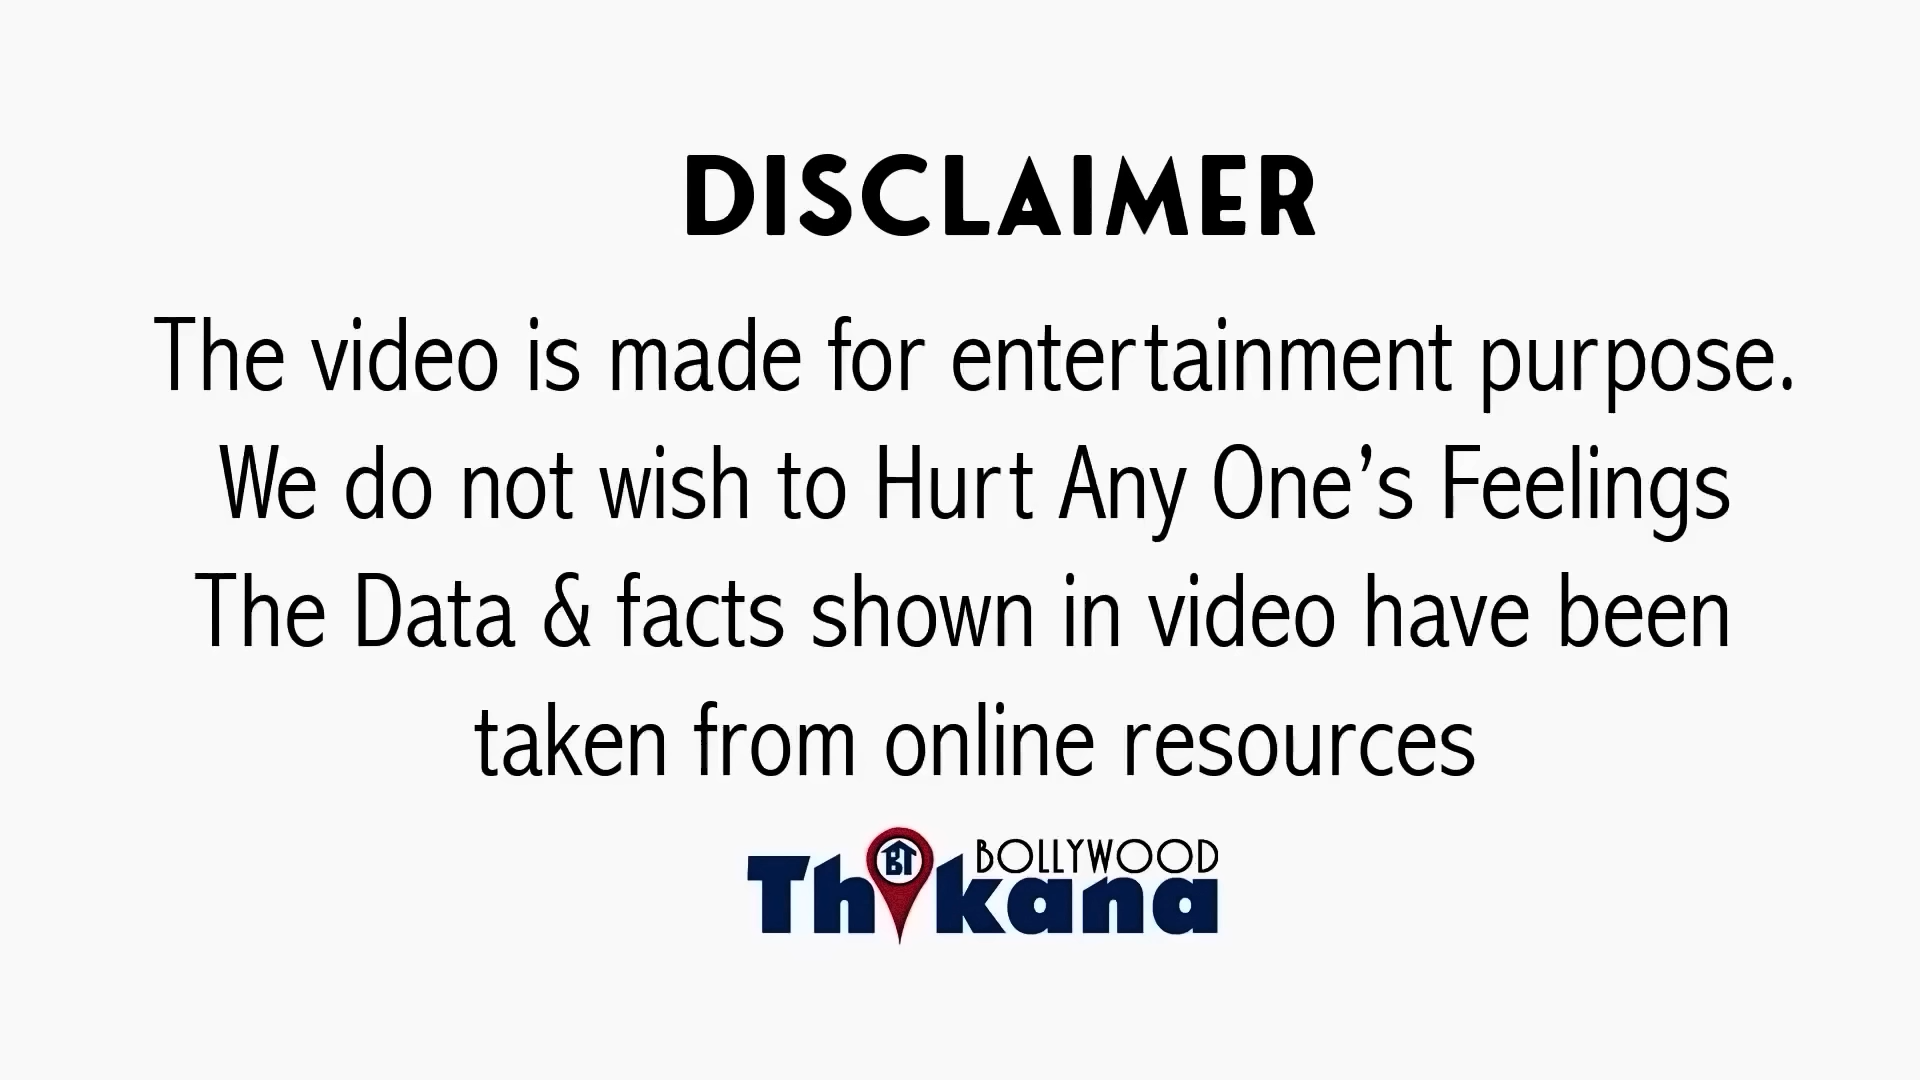 DISCLAIMER
The video is made for entertainment purpose.
We do not wish to Hurt Any One’s Feelings
The Data & facts shown in video have been
taken from online resources
BT
BOLLYWOOD
Thikana